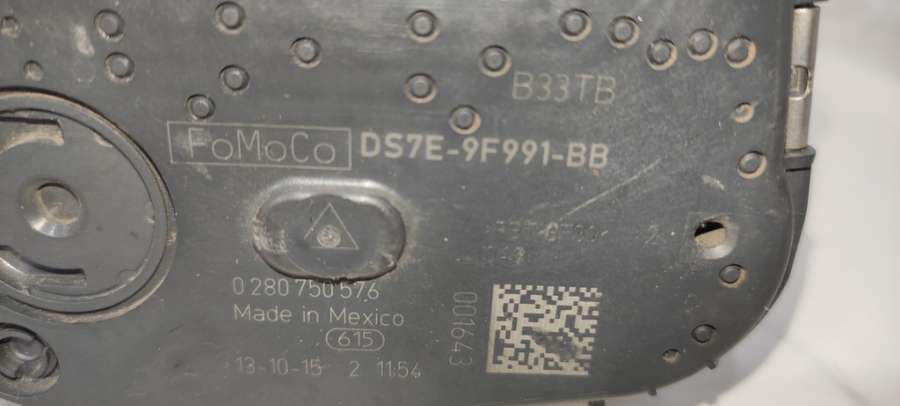 B33TB
FoMoCo DS7E-9F991-BB
0 280 750 576
Made in Mexico
615
13-10-15 2 11:54
001643